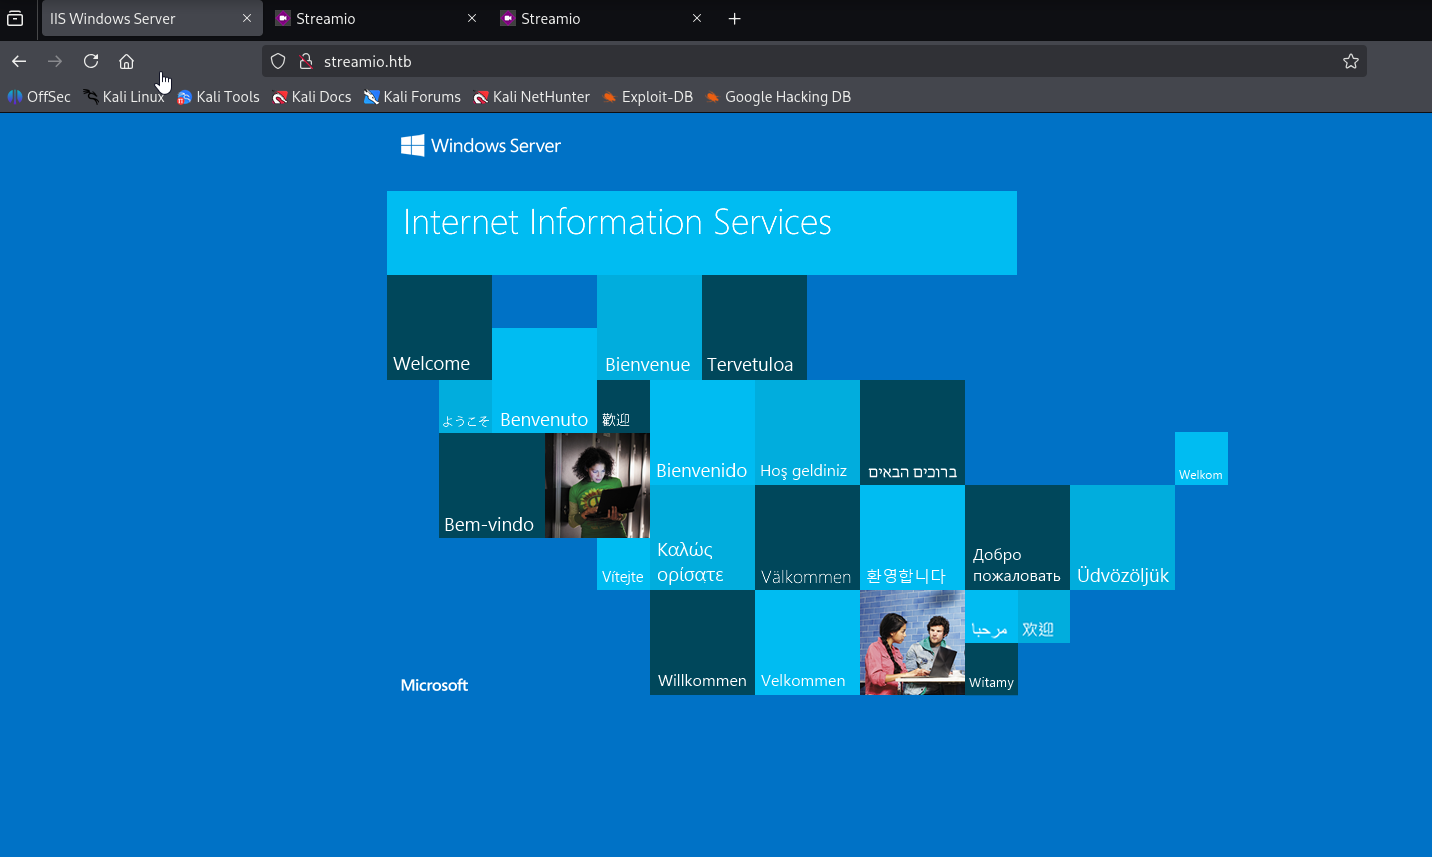 IIS Windows Server
Streamio
Streamio
streamio.htb
OffSec
Kali Linux
Kali Tools
Kali Docs
Kali Forums
Kali NetHunter
Exploit-DB
Google Hacking DB
Windows Server
Internet Information Services
Welcome
Bienvenue
Tervetuloa
ようこそ
Benvenuto
歡迎
Bienvenido
Hoş geldiniz
ברוכים הבאים
Welkom
Bem-vindo
Vítejte
Καλώς
ορίσατε
Välkommen
환영합니다
Добро
пожаловать
Üdvözöljük
مرحبا
欢迎
Willkommen
Velkommen
Witamy
Microsoft